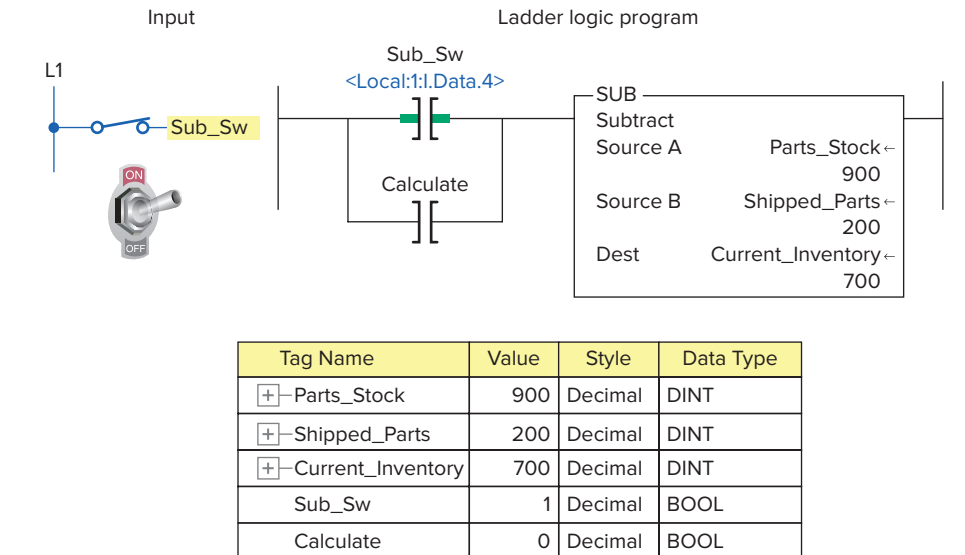 Input Ladder logic program
L1
Sub_Sw
<Local:1:I.Data.4>
Sub_Sw
ON
OFF
Calculate
SUB
Subtract
Source A Parts_Stock←
900
Source B Shipped_Parts←
200
Dest Current_Inventory←
700
Tag Name Value Style Data Type
Parts_Stock 900 Decimal DINT
Shipped_Parts 200 Decimal DINT
Current_Inventory 700 Decimal DINT
Sub_Sw 1 Decimal BOOL
Calculate 0 Decimal BOOL